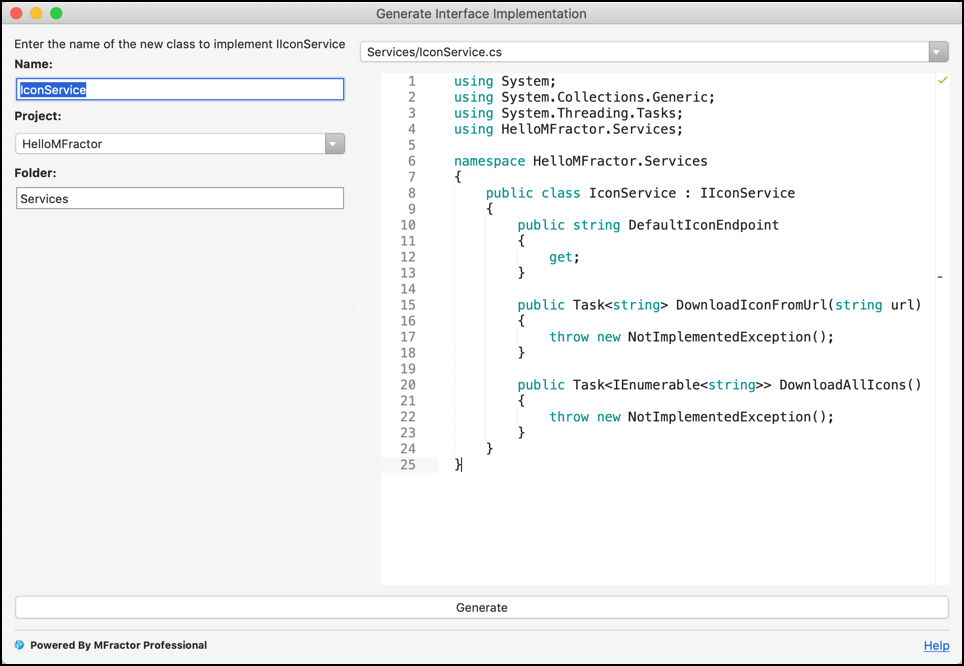 Generate Interface Implementation
Enter the name of the new class to implement IIconService
Name:
IconService
Project:
HelloMFractor
Folder:
Services
Services/IconService.cs
1 using System;
2 using System.Collections.Generic;
3 using System.Threading.Tasks;
4 using HelloMFractor.Services;
5
6 namespace HelloMFractor.Services
7 {
8 public class IconService : IIconService
9 {
10 public string DefaultIconEndpoint
11 {
12 get;
13 }
14
15 public Task<string> DownloadIconFromUrl(string url)
16 {
17 throw new NotImplementedException();
18 }
19
20 public Task<IEnumerable<string>> DownloadAllIcons()
21 {
22 throw new NotImplementedException();
23 }
24 }
25 }
Generate
Powered By MFractor Professional
Help